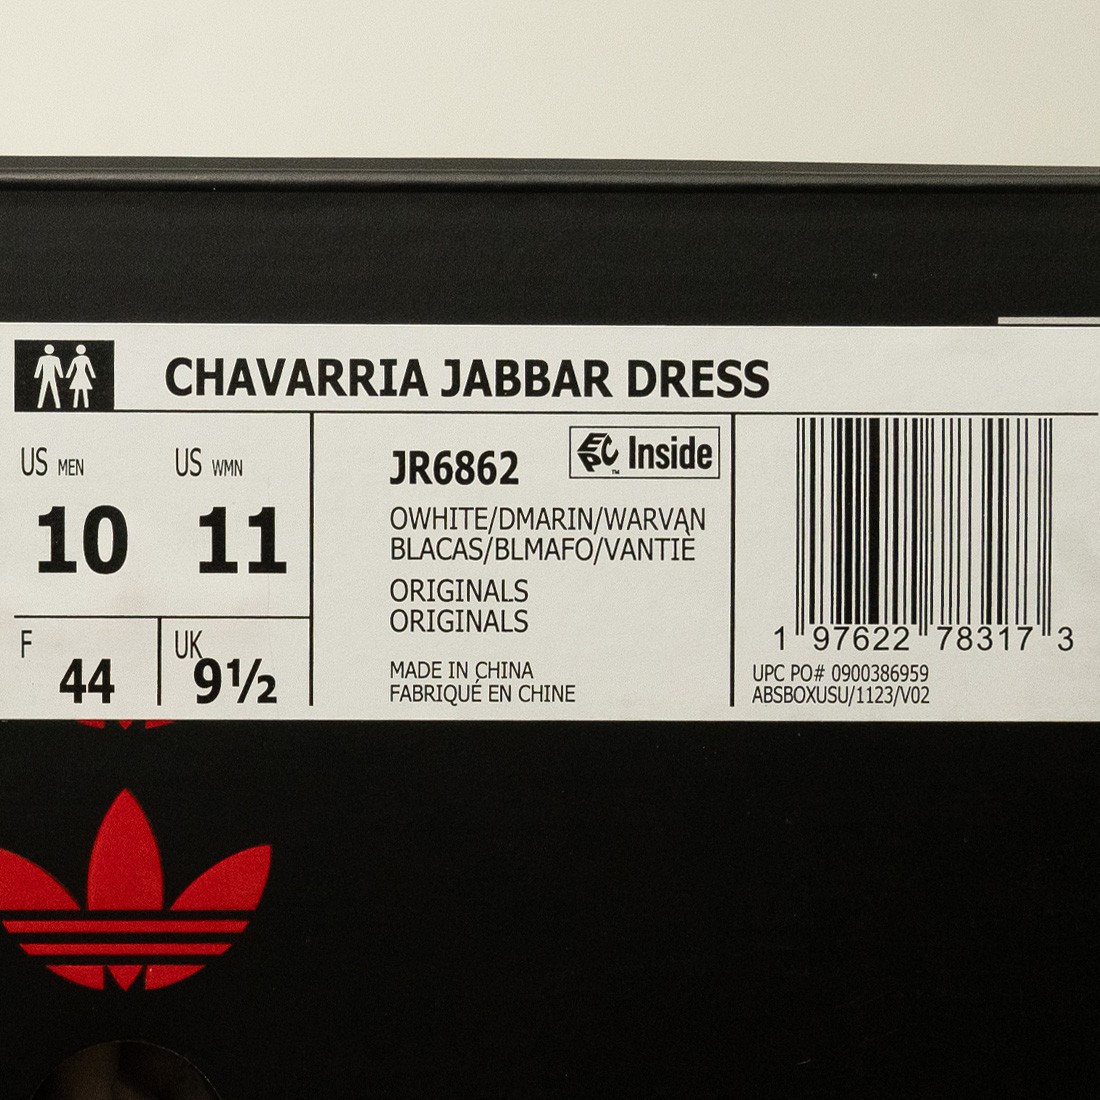 CHAVARRIA JABBAR DRESS
US MEN
10
US WMN
11
F
44
UK
9½
JR6862
EPC™ Inside
OWHITE/DMARIN/WARVAN
BLACAS/BLMAFO/VANTIE
ORIGINALS
ORIGINALS
MADE IN CHINA
FABRIQUÉ EN CHINE
1 97622 78317 3
UPC PO# 0900386959
ABSBOXUSU/1123/V02